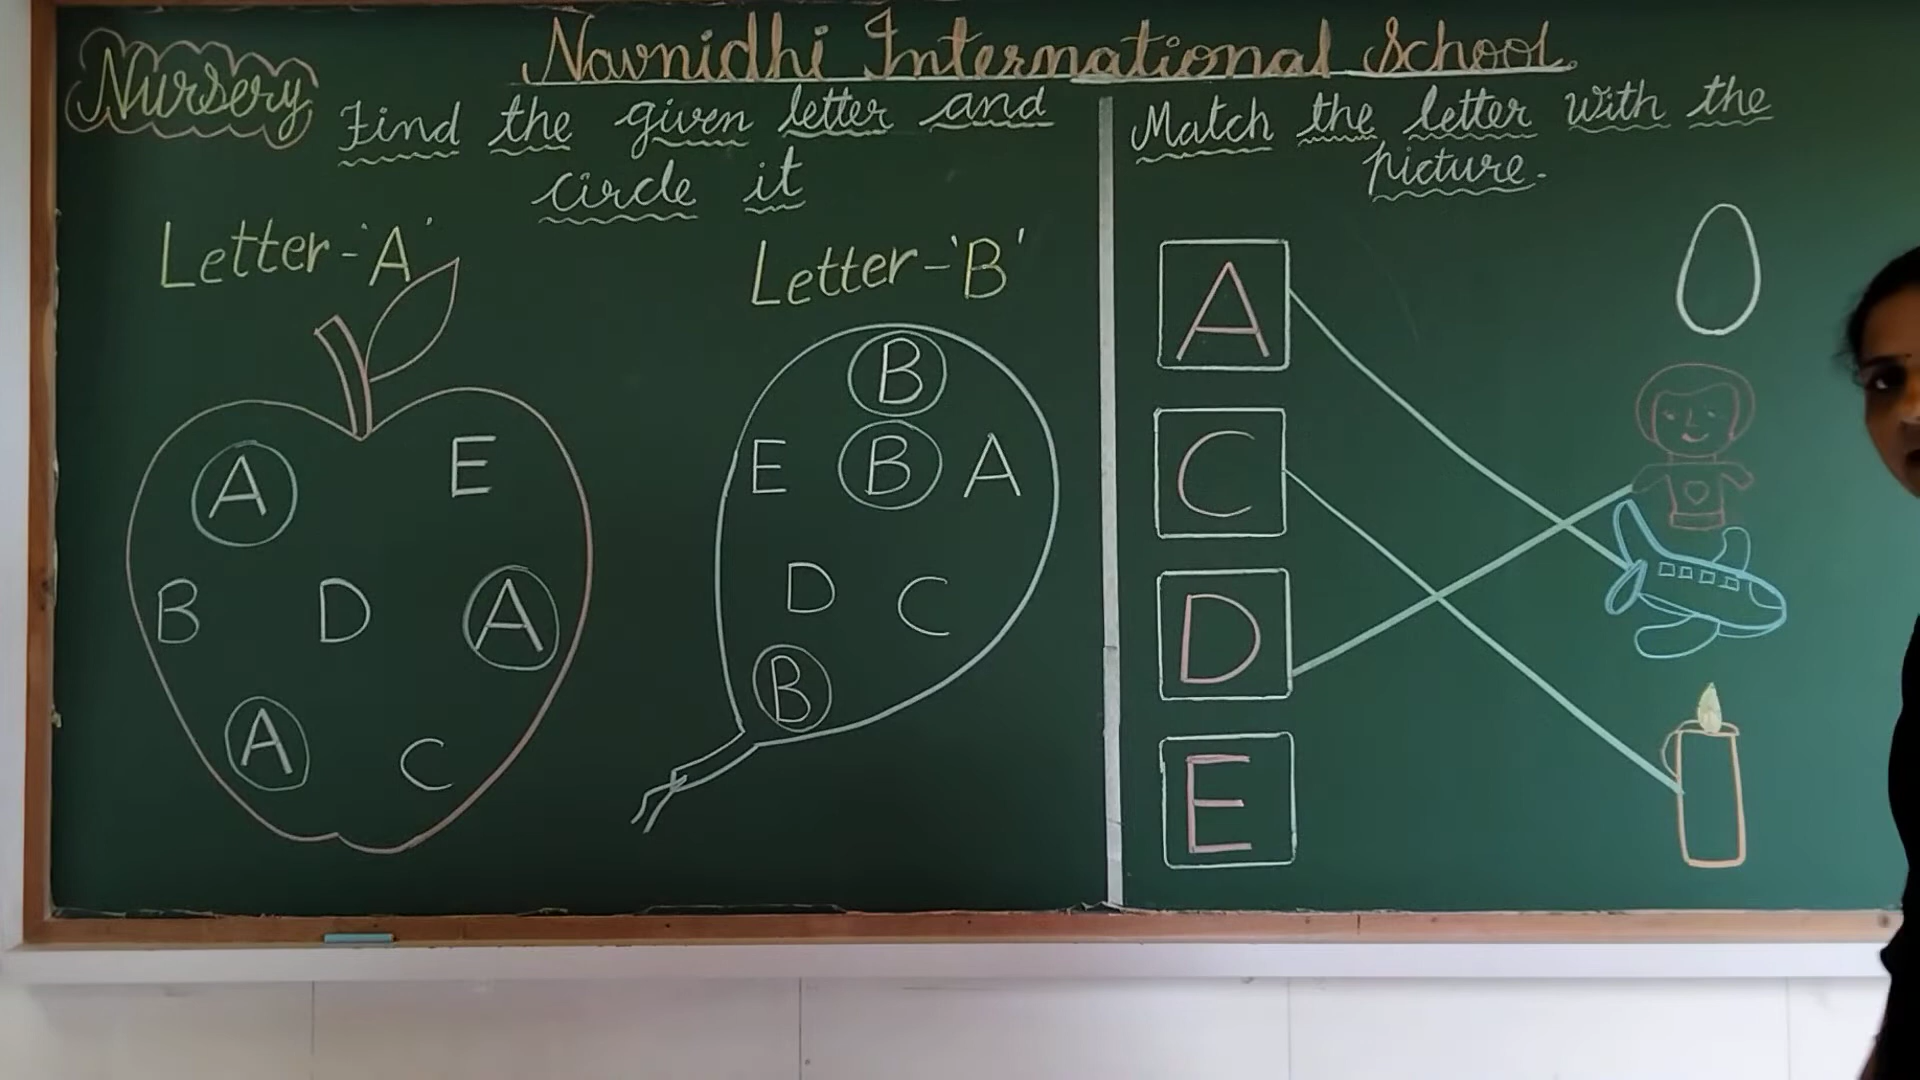 Navnidhi International School.
Nursery
Find the given letter and
circle it
Letter-'A'
A E
B D A
A C
Letter-'B'
B
E B A
D C
B
Match the letter with the
picture.
A
C
D
E